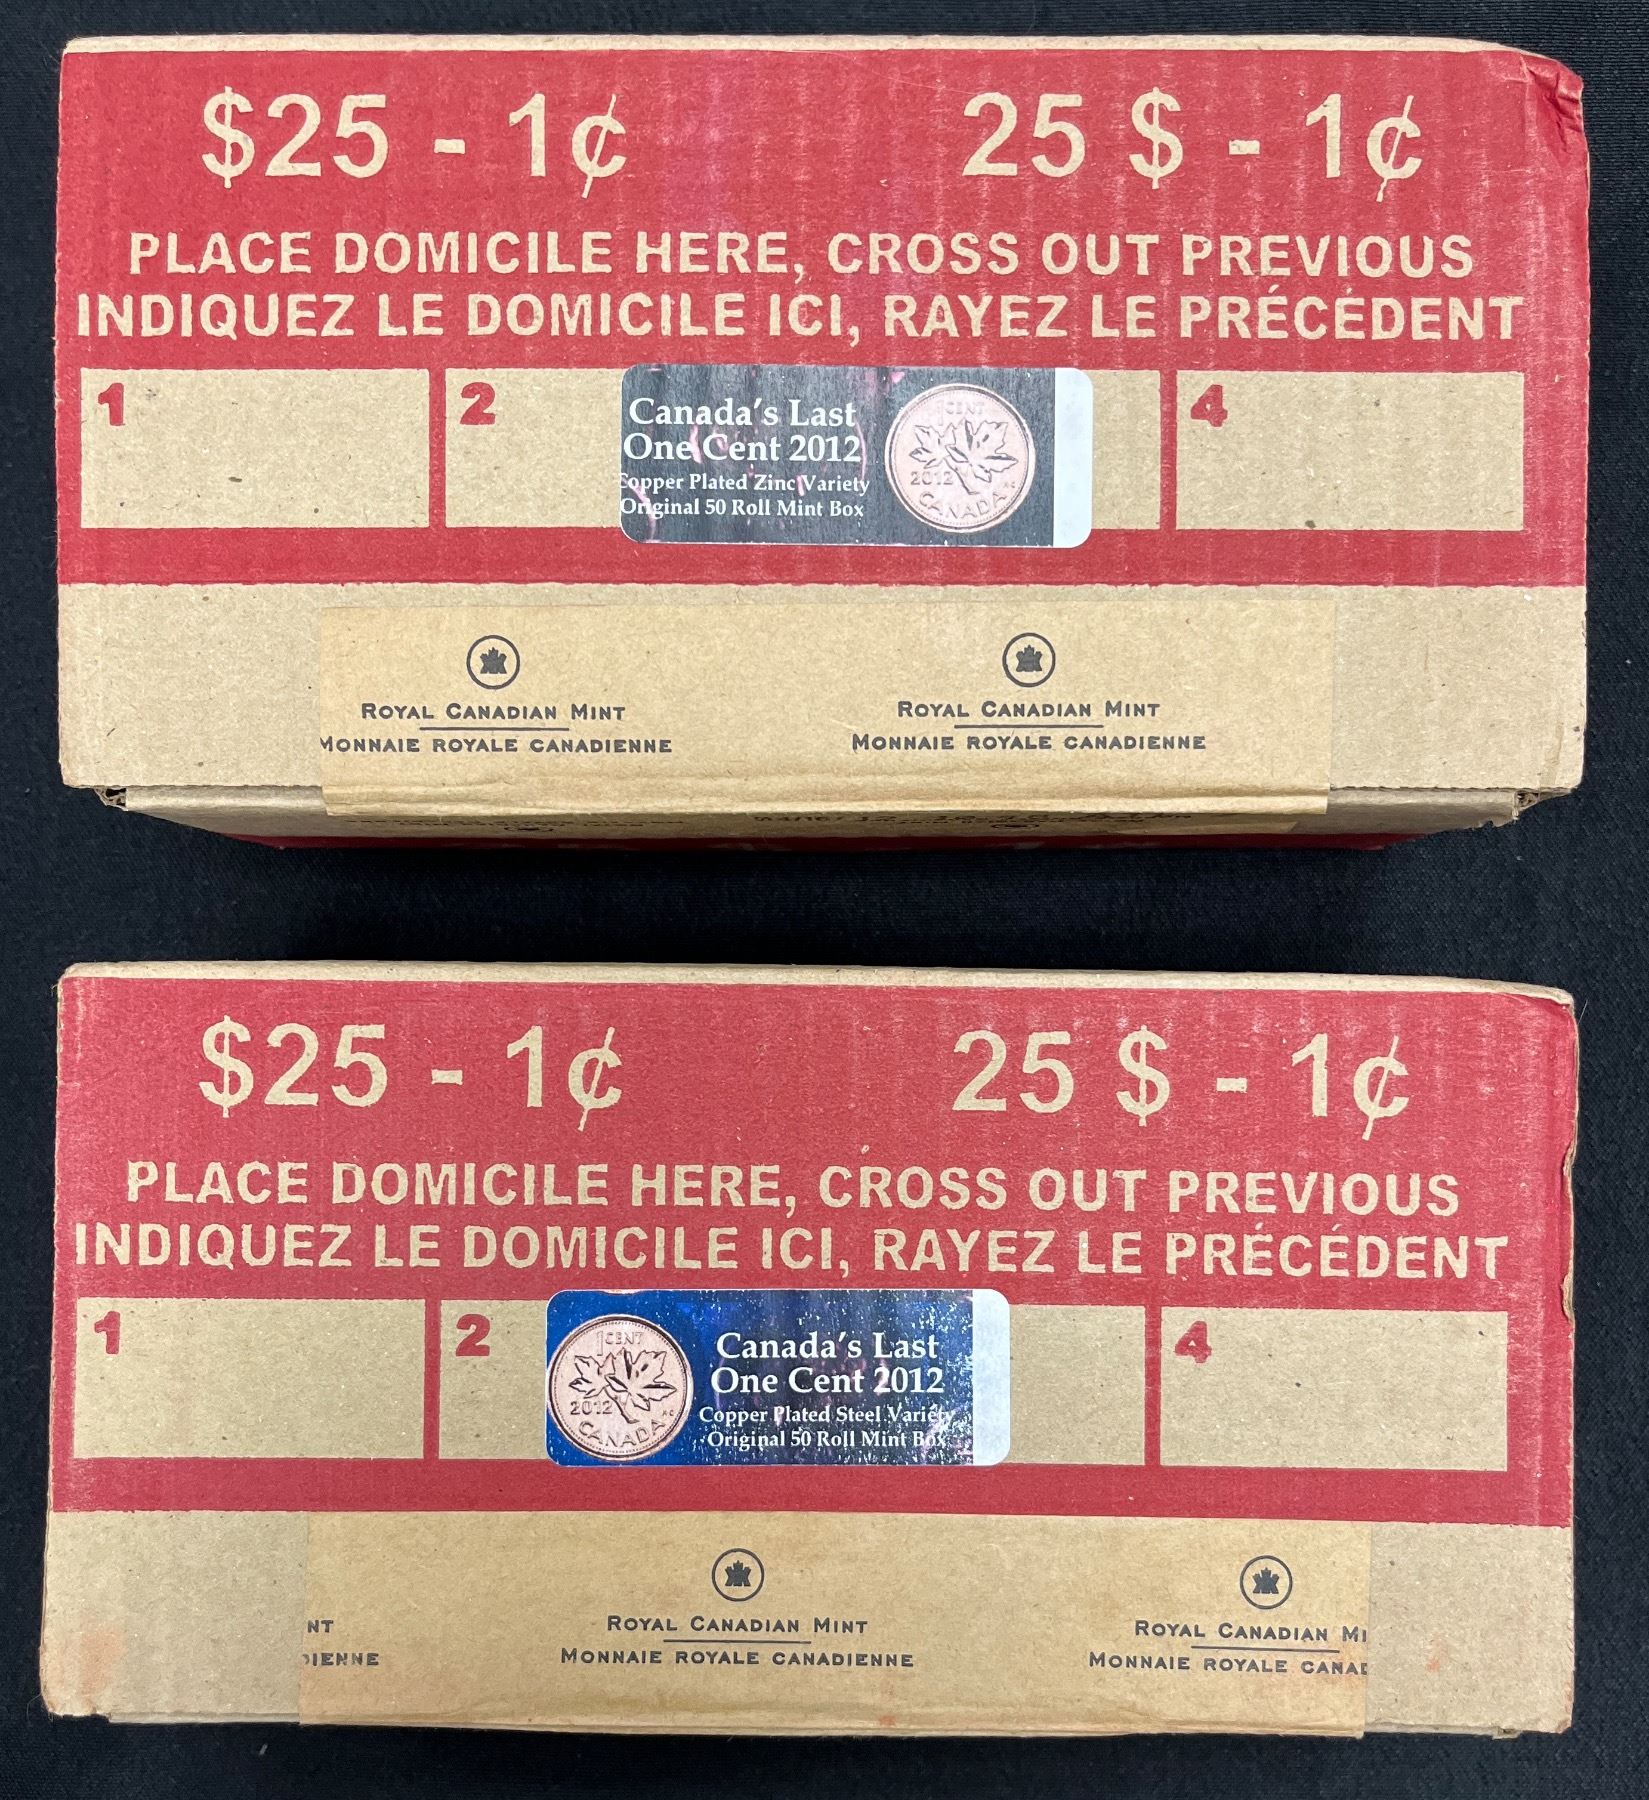 $25 - 1¢ 25 $ - 1¢
PLACE DOMICILE HERE, CROSS OUT PREVIOUS
INDIQUEZ LE DOMICILE ICI, RAYEZ LE PRÉCÉDENT
1 2 4
Canada's Last
One Cent 2012
Copper Plated Zinc Variety
Original 50 Roll Mint Box
1 CENT
2012
CANADA
ROYAL CANADIAN MINT
MONNAIE ROYALE CANADIENNE
ROYAL CANADIAN MINT
MONNAIE ROYALE CANADIENNE
$25 - 1¢ 25 $ - 1¢
PLACE DOMICILE HERE, CROSS OUT PREVIOUS
INDIQUEZ LE DOMICILE ICI, RAYEZ LE PRÉCÉDENT
1 2 4
1 CENT
2012
CANADA
Canada's Last
One Cent 2012
Copper Plated Steel Variety
Original 50 Roll Mint Box
NT
IENNE
ROYAL CANADIAN MINT
MONNAIE ROYALE CANADIENNE
ROYAL CANADIAN MI
MONNAIE ROYALE CANAD